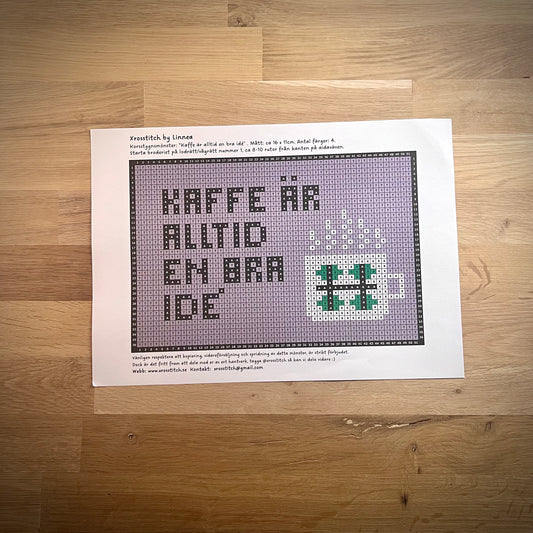 Xrosstitch by Linnea
Korsstygnsmönster: "Kaffe är alltid en bra idé". Mått: ca 16 x 11cm. Antal färger: 4.
Starta broderiet på lodrätt/vågrätt nummer 1, ca 8-10 rutor från kanten på aidaväven.
KAFFE ÄR
ALLTID
EN BRA
IDÉ
Vänligen respektera att kopiering, vidareförsäljning och spridning av detta mönster, är strikt förbjudet.
Dock är det fritt fram att dela med er av ert hantverk, tagga @xrosstitch så kan vi dela vidare :)
Webb: www.xrosstitch.se Kontakt: xrosstitch@gmail.com